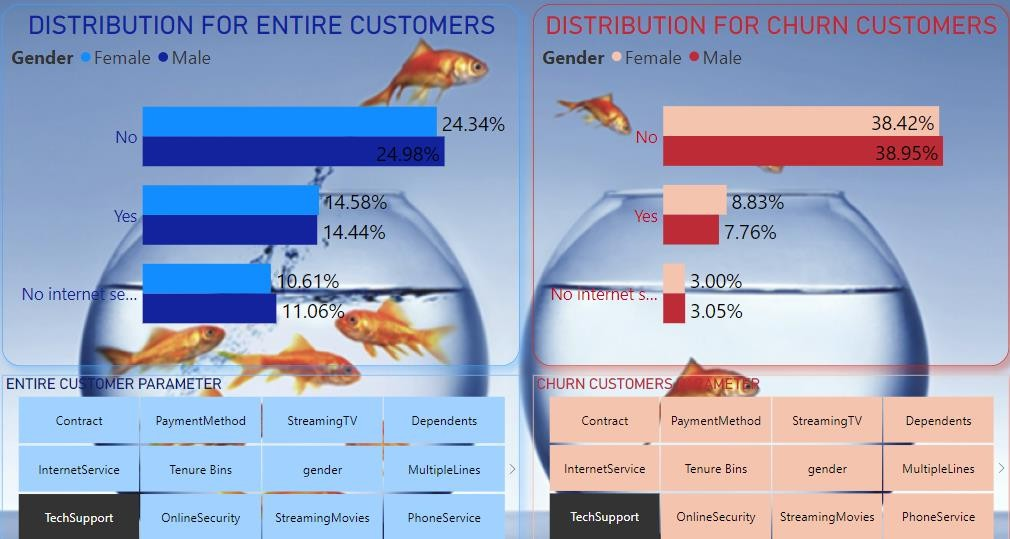 DISTRIBUTION FOR ENTIRE CUSTOMERS
Gender Female Male
No 24.34%
24.98%
Yes 14.58%
14.44%
No internet se... 10.61%
11.06%
DISTRIBUTION FOR CHURN CUSTOMERS
Gender Female Male
No 38.42%
38.95%
Yes 8.83%
7.76%
No internet s... 3.00%
3.05%
ENTIRE CUSTOMER PARAMETER
Contract PaymentMethod StreamingTV Dependents
InternetService Tenure Bins gender MultipleLines
TechSupport OnlineSecurity StreamingMovies PhoneService
CHURN CUSTOMERS PARAMETER
Contract PaymentMethod StreamingTV Dependents
InternetService Tenure Bins gender MultipleLines
TechSupport OnlineSecurity StreamingMovies PhoneService